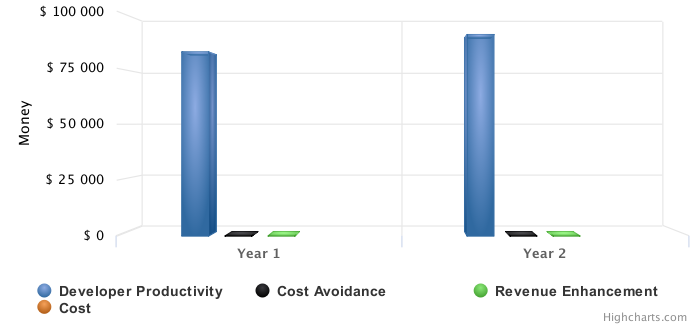 $ 100 000
$ 75 000
$ 50 000
$ 25 000
$ 0
Money
Year 1
Year 2
Developer Productivity
Cost Avoidance
Revenue Enhancement
Cost
Highcharts.com